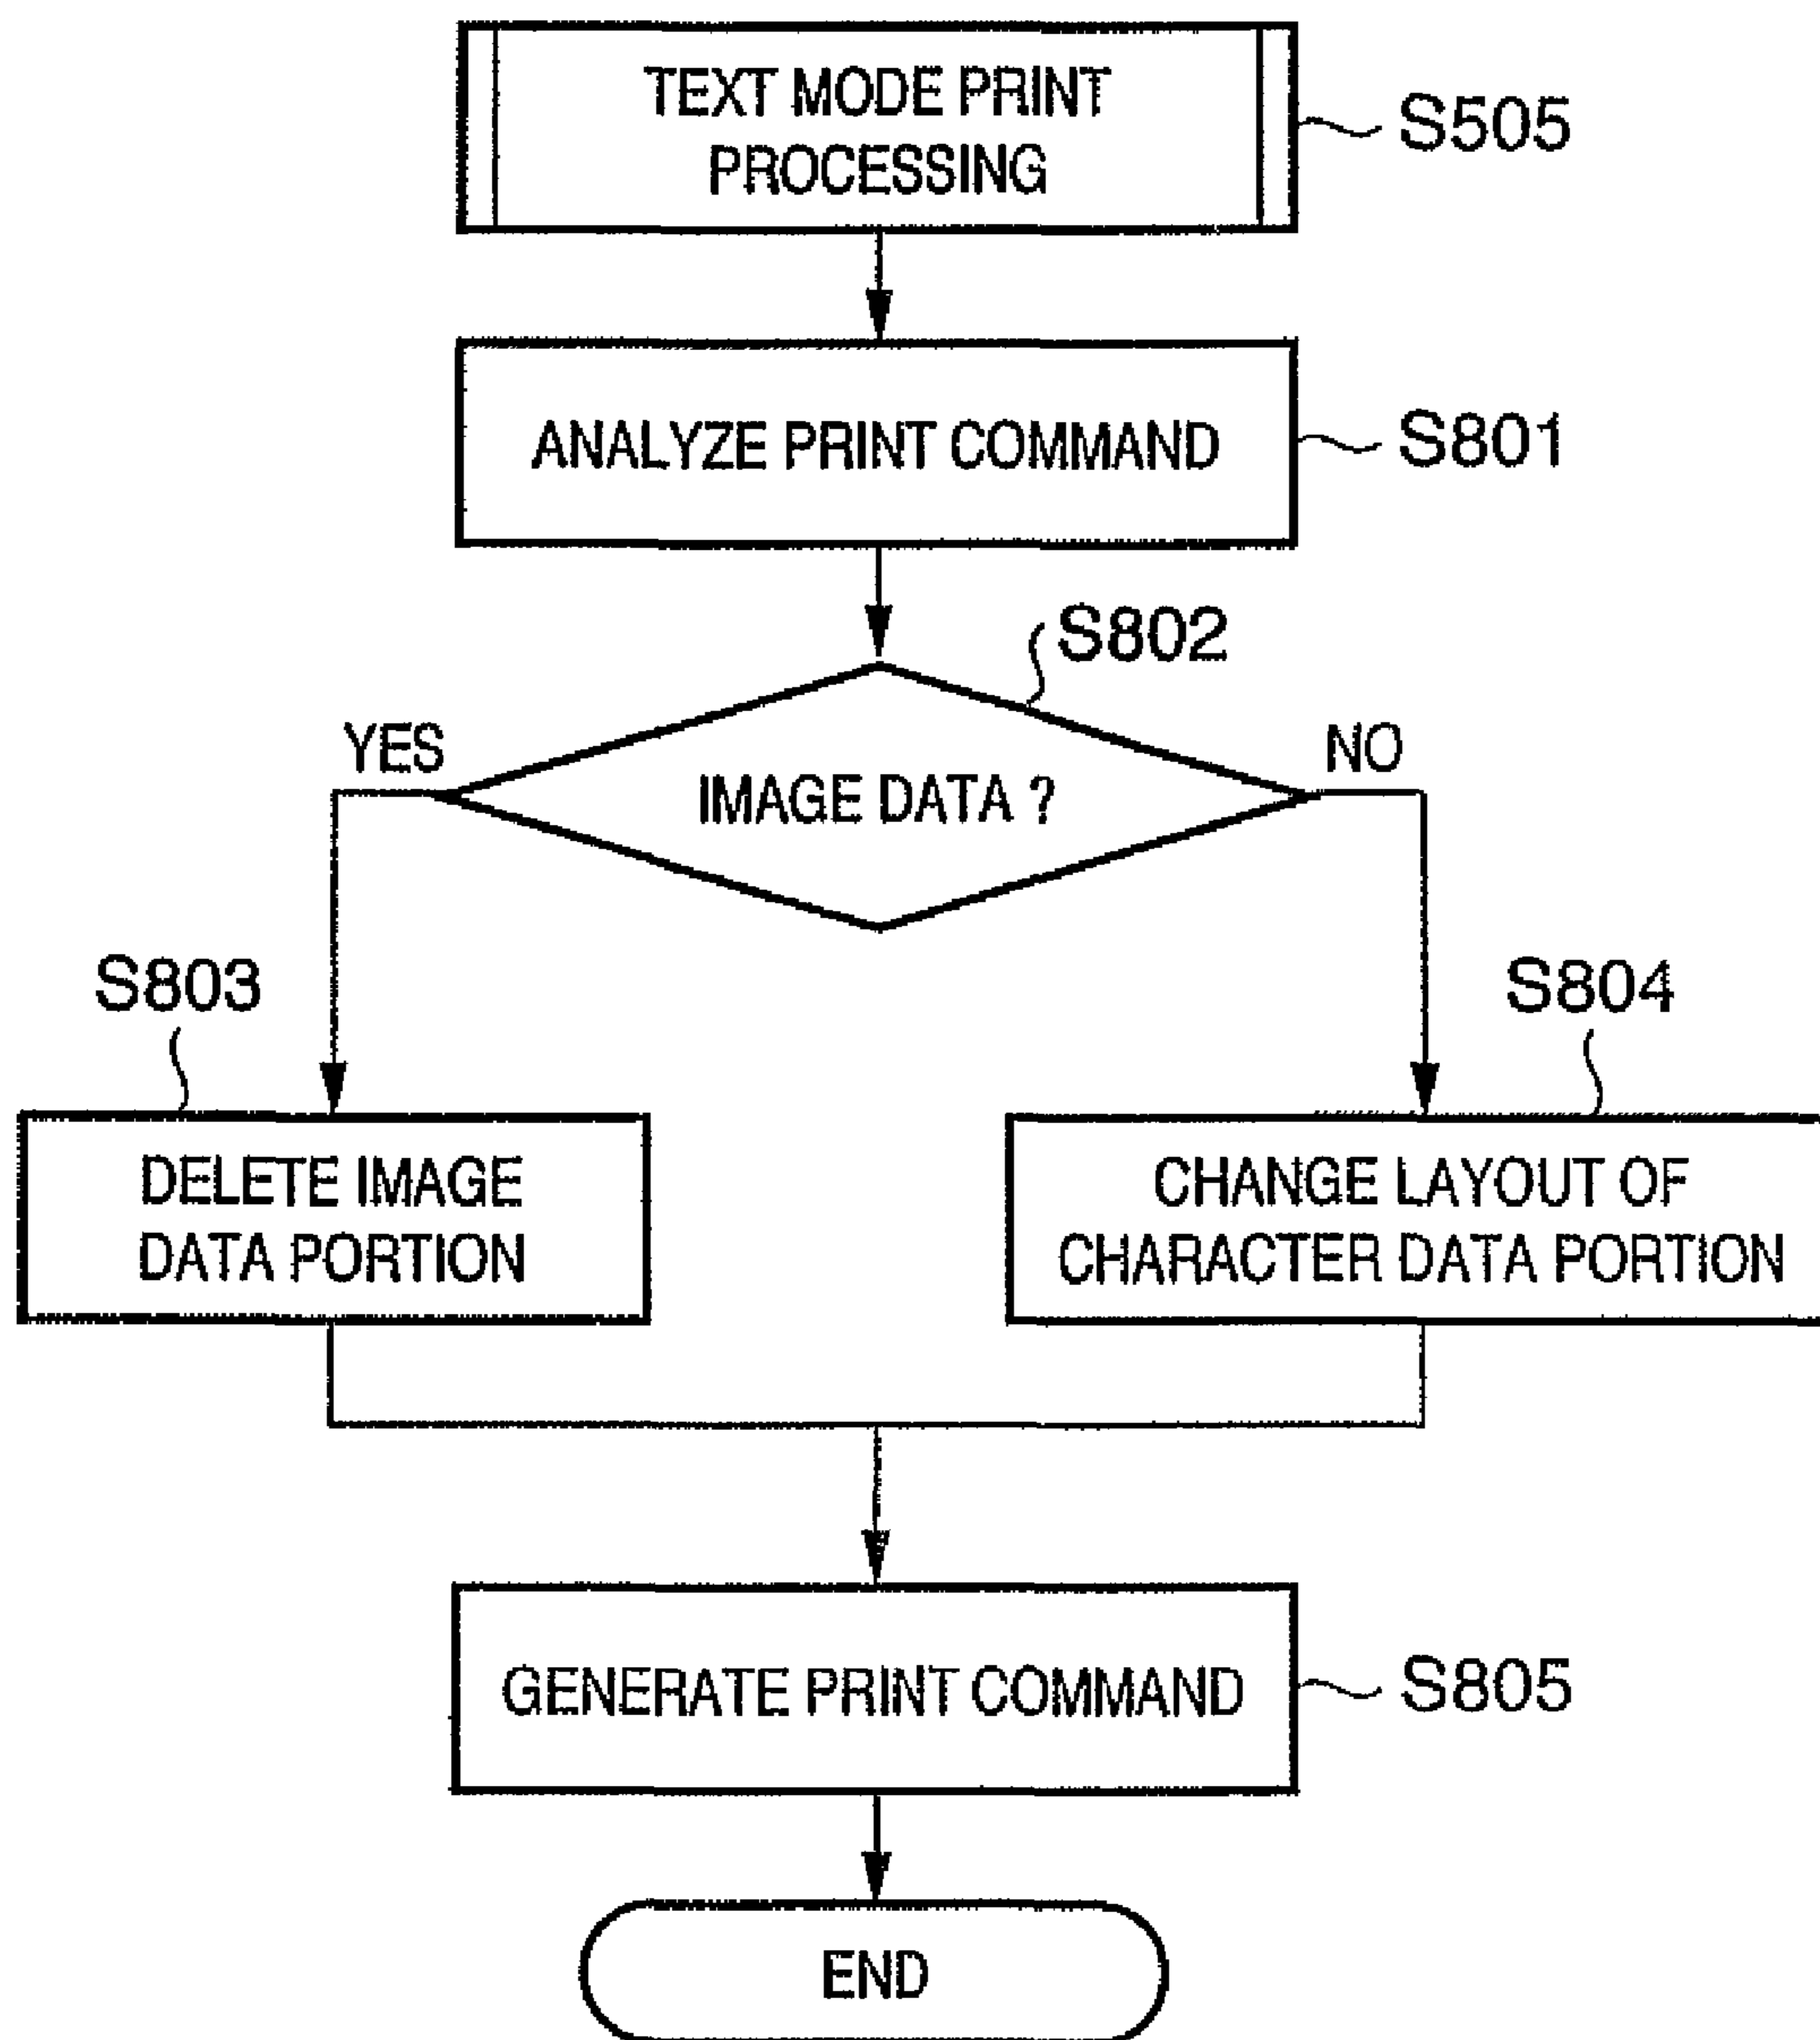 TEXT MODE PRINT
PROCESSING
S505
ANALYZE PRINT COMMAND
S801
S802
YES
IMAGE DATA ?
NO
S803
S804
DELETE IMAGE
DATA PORTION
CHANGE LAYOUT OF
CHARACTER DATA PORTION
GENERATE PRINT COMMAND
S805
END